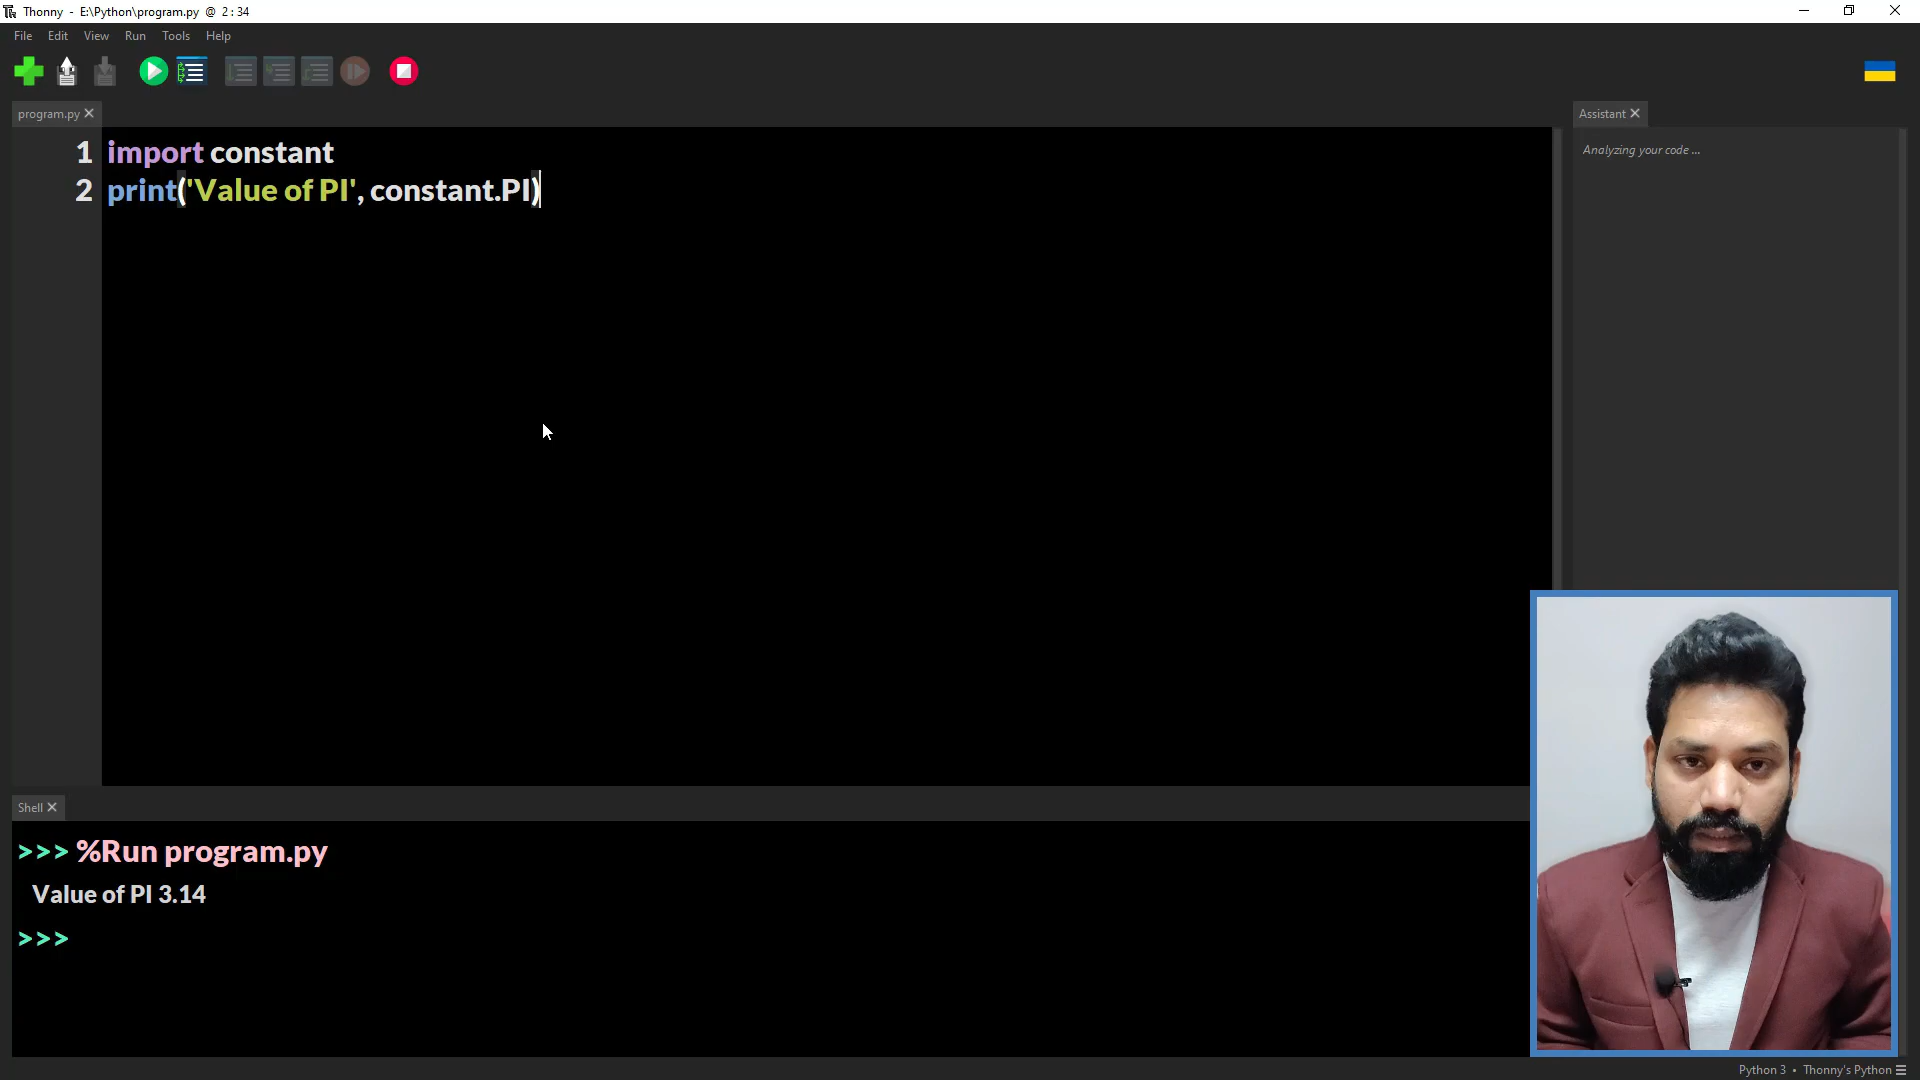 Thonny - E:\Python\program.py @ 2:34
File Edit View Run Tools Help
program.py
Assistant
1 import constant
2 print('Value of PI', constant.PI)
Analyzing your code ...
Shell
>>> %Run program.py
Value of PI 3.14
>>>
Python 3 • Thonny's Python